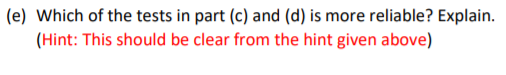 (e) Which of the tests in part (c) and (d) is more reliable? Explain.
(Hint: This should be clear from the hint given above)